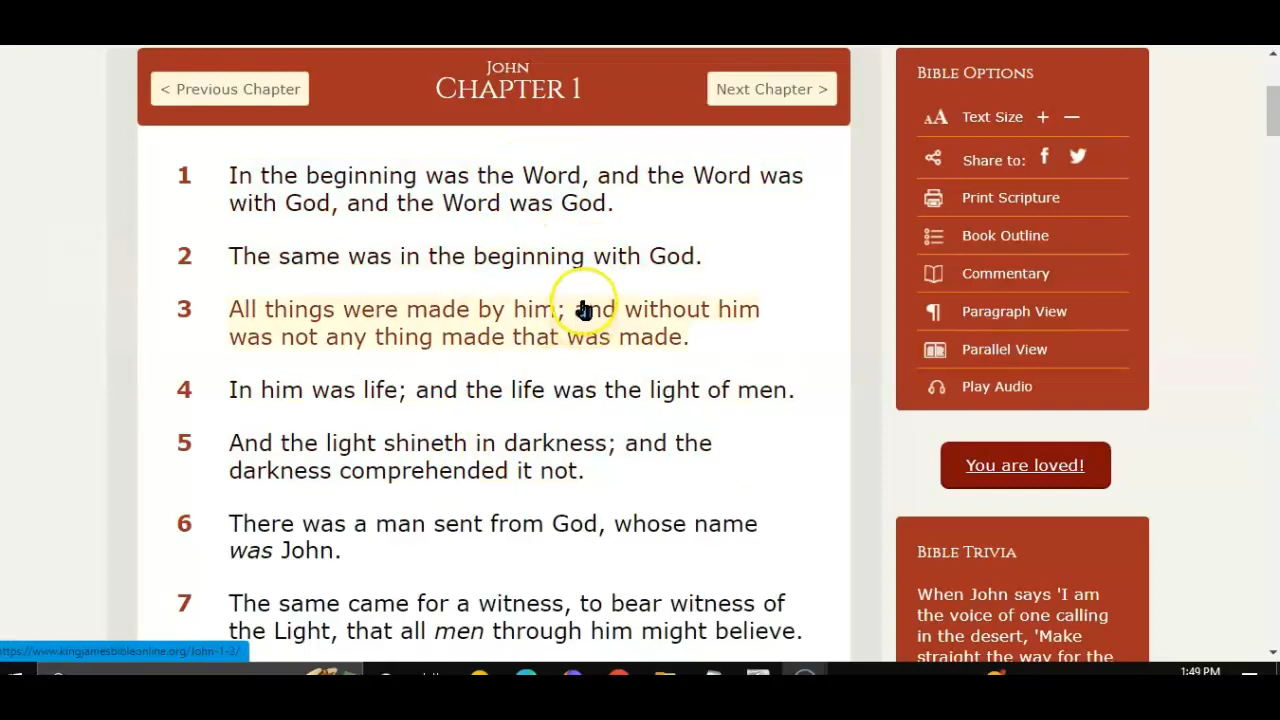 JOHN
CHAPTER 1
< Previous Chapter
Next Chapter >
1 In the beginning was the Word, and the Word was
with God, and the Word was God.
2 The same was in the beginning with God.
3 All things were made by him; and without him
was not any thing made that was made.
4 In him was life; and the life was the light of men.
5 And the light shineth in darkness; and the
darkness comprehended it not.
6 There was a man sent from God, whose name
was John.
7 The same came for a witness, to bear witness of
the Light, that all men through him might believe.
BIBLE OPTIONS
AA Text Size + —
Share to: f
Print Scripture
Book Outline
Commentary
¶ Paragraph View
Parallel View
Play Audio
You are loved!
BIBLE TRIVIA
When John says 'I am
the voice of one calling
in the desert, 'Make
straight the way for the
https://www.kingjamesbibleonline.org/John-1-3/
1:49 PM